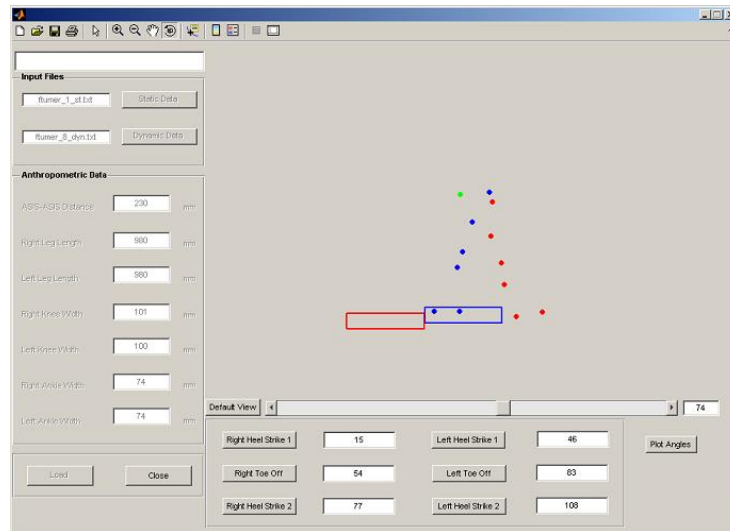 Input Files
ftumer_1_st.txt
Static Data
ftumer_8_dyn.txt
Dynamic Data
Anthropometric Data
ASIS-ASIS Distance 230 mm
Right Leg Length 980 mm
Left Leg Length 980 mm
Right Knee Width 101 mm
Left Knee Width 100 mm
Right Ankle Width 74 mm
Left Ankle Width 74 mm
Load
Close
Default View
74
Right Heel Strike 1 15 Left Heel Strike 1 46
Plot Angles
Right Toe Off 54 Left Toe Off 83
Right Heel Strike 2 77 Left Heel Strike 2 108